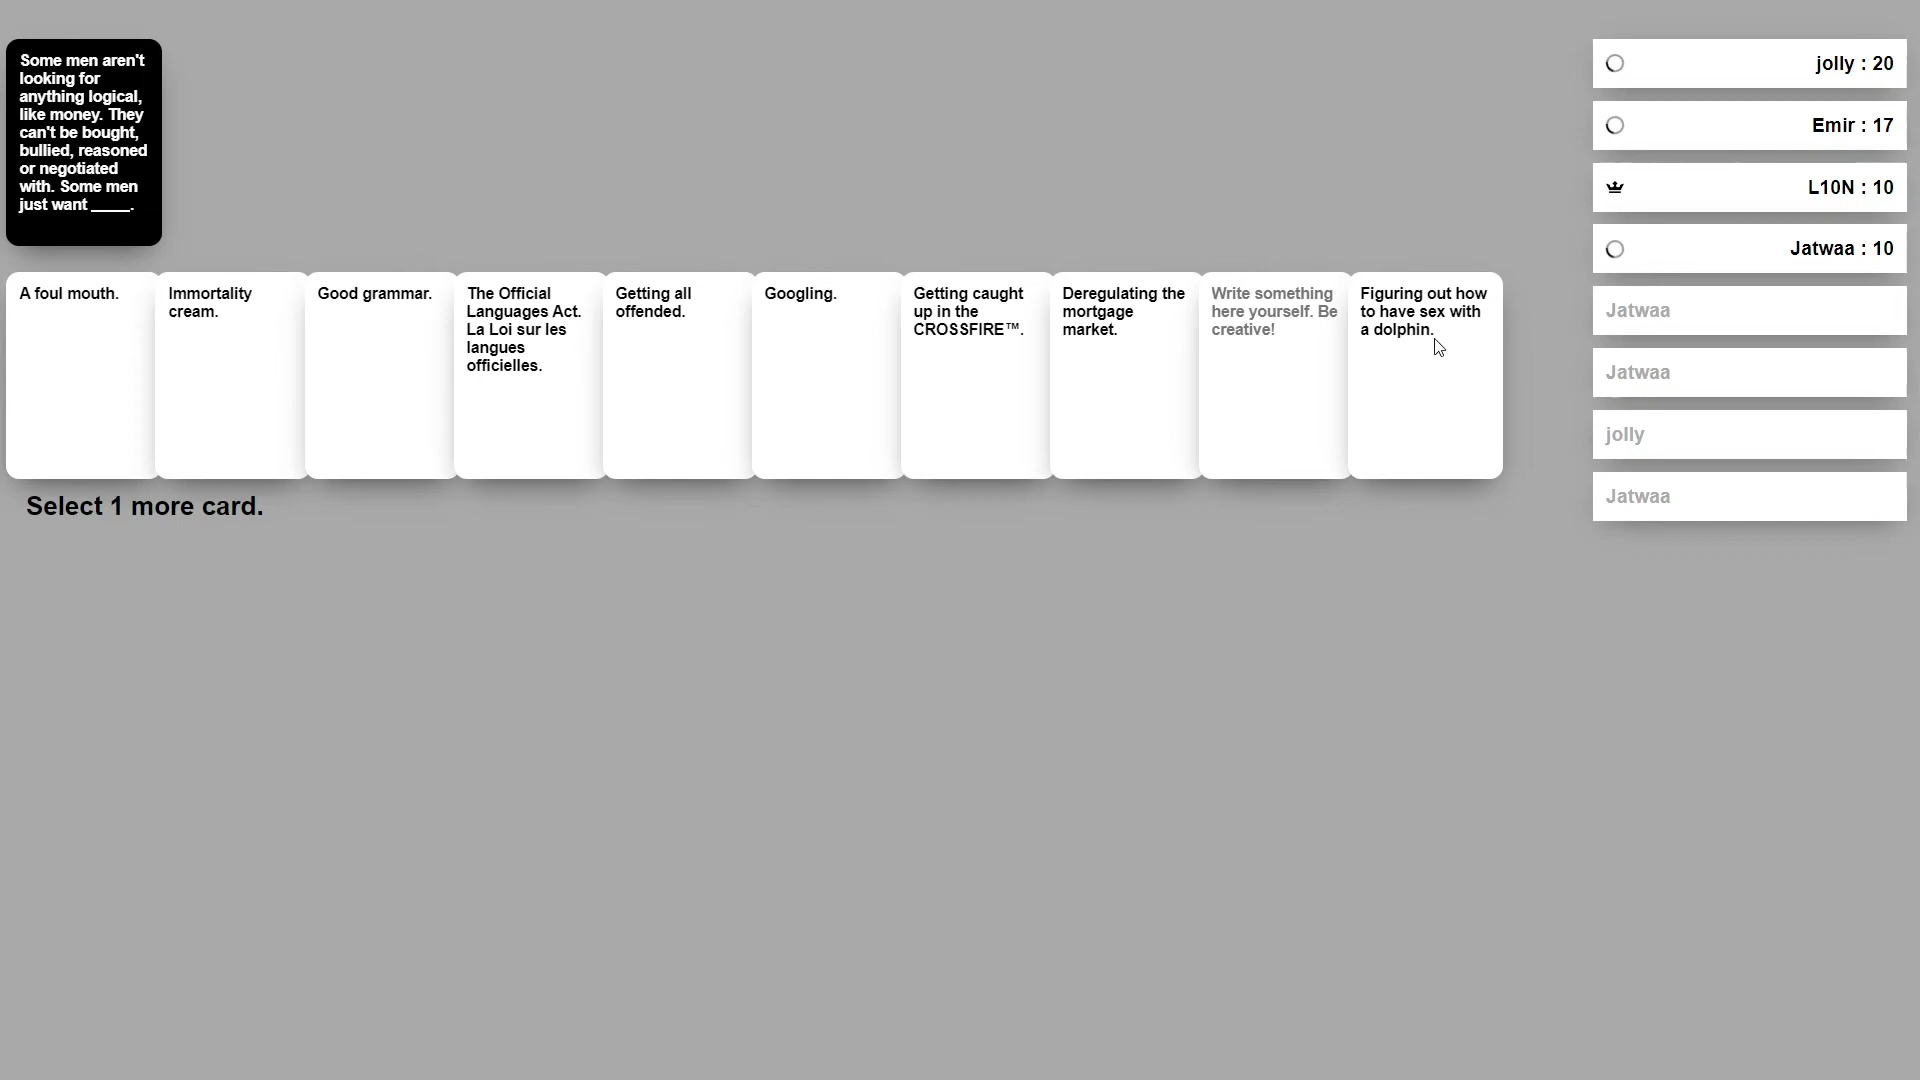 Some men aren't
looking for
anything logical,
like money. They
can't be bought,
bullied, reasoned
or negotiated
with. Some men
just want _____.
A foul mouth.
Immortality
cream.
Good grammar.
The Official
Languages Act.
La Loi sur les
langues
officielles.
Getting all
offended.
Googling.
Getting caught
up in the
CROSSFIRE™.
Deregulating the
mortgage
market.
Write something
here yourself. Be
creative!
Figuring out how
to have sex with
a dolphin.
Select 1 more card.
jolly : 20
Emir : 17
L10N : 10
Jatwaa : 10
Jatwaa
Jatwaa
jolly
Jatwaa